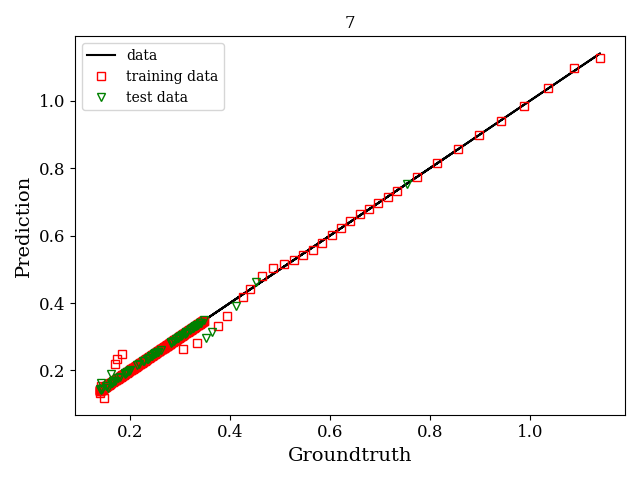 7
data
training data
test data
1.0
0.8
0.6
0.4
0.2
Prediction
0.2 0.4 0.6 0.8 1.0
Groundtruth